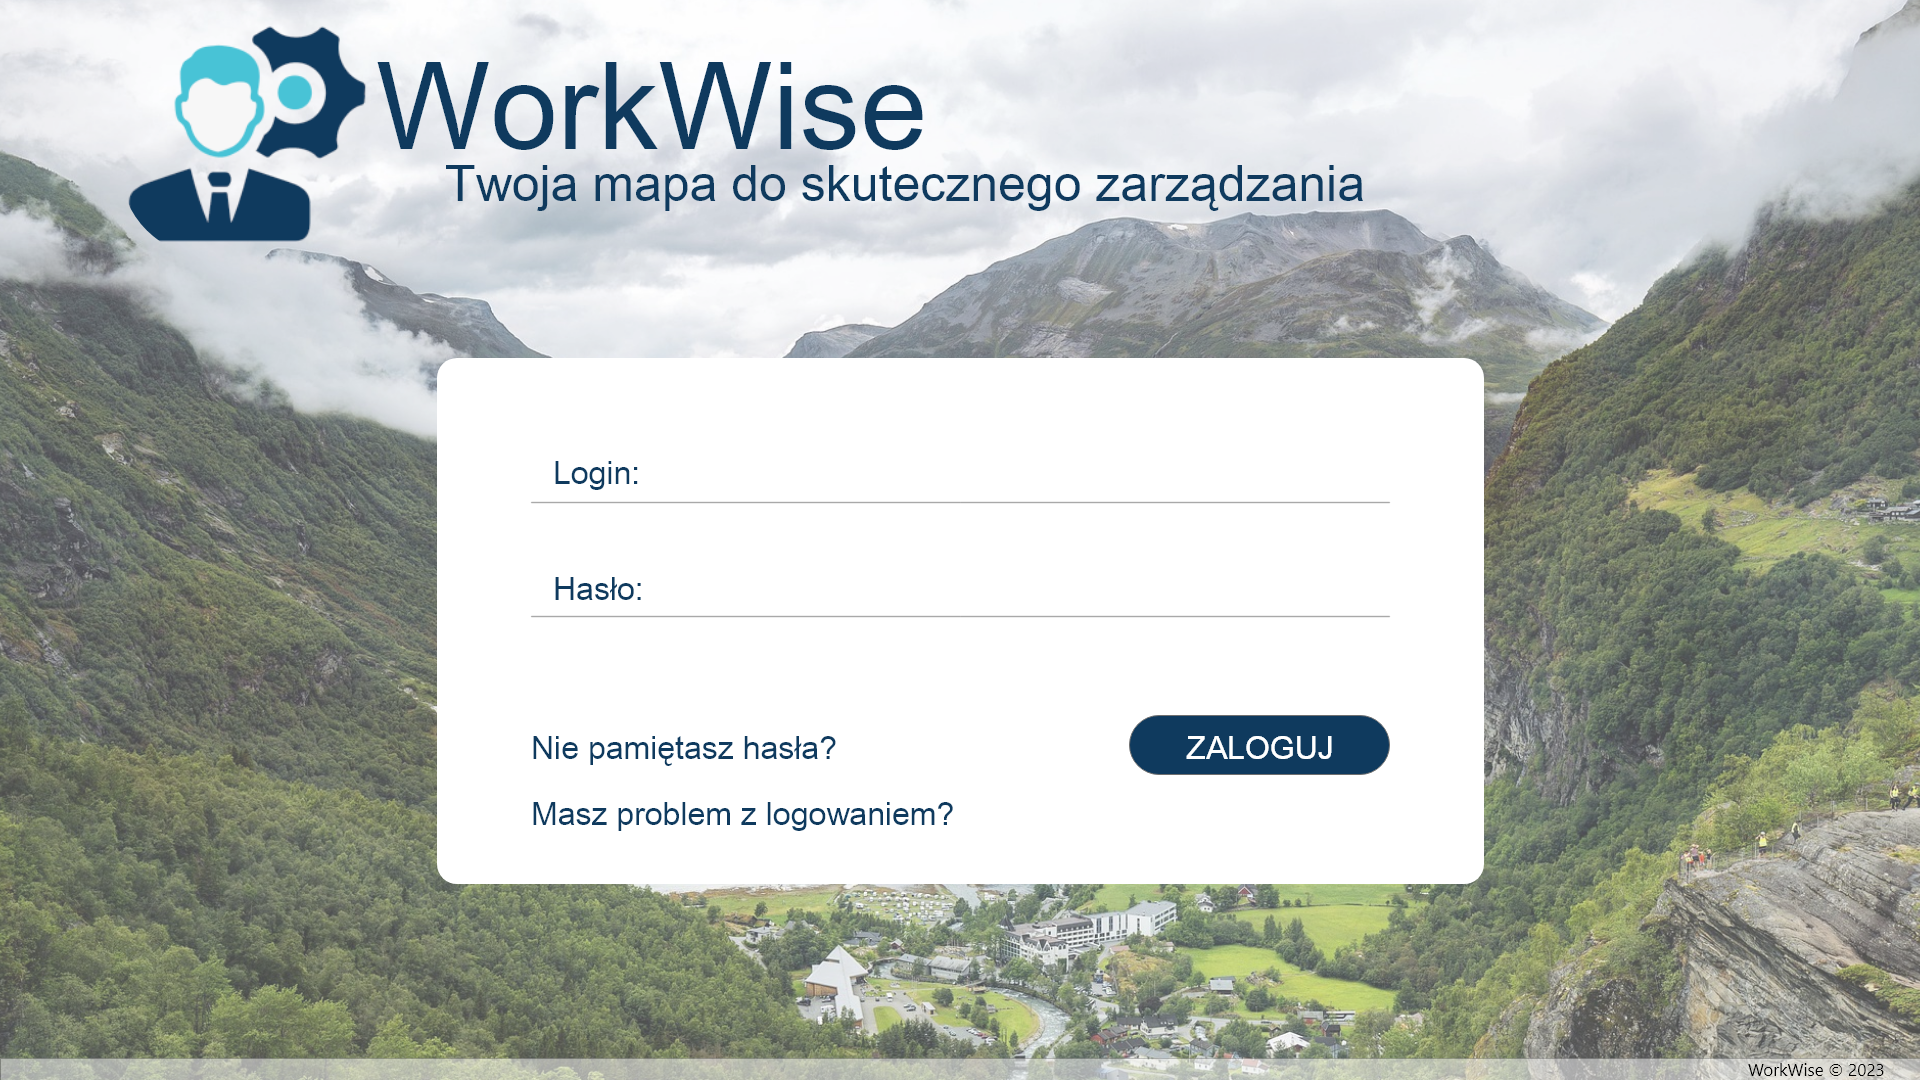 WorkWise
Twoja mapa do skutecznego zarządzania
Login:
Hasło:
Nie pamiętasz hasła?
ZALOGUJ
Masz problem z logowaniem?
WorkWise © 2023